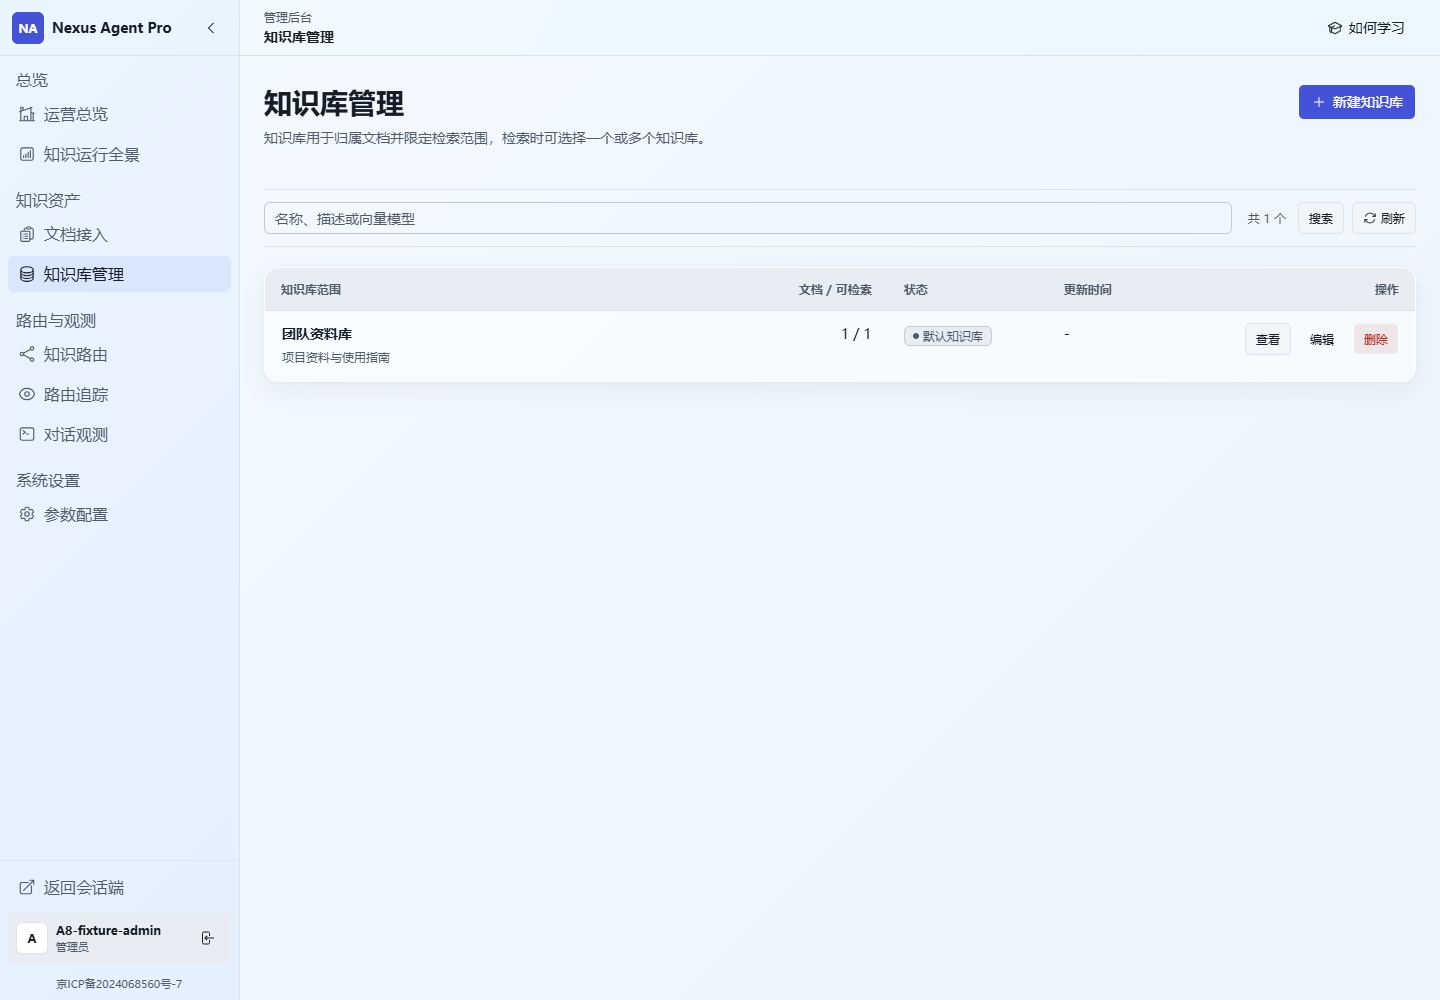 NA Nexus Agent Pro
总览
运营总览
知识运行全景
知识资产
文档接入
知识库管理
路由与观测
知识路由
路由追踪
对话观测
系统设置
参数配置
返回会话端
A A8-fixture-admin
管理员
京ICP备2024068560号-7
管理后台
知识库管理
如何学习
知识库管理
知识库用于归属文档并限定检索范围，检索时可选择一个或多个知识库。
新建知识库
名称、描述或向量模型 共 1 个 搜索 刷新
知识库范围 文档 / 可检索 状态 更新时间 操作
团队资料库 1 / 1 默认知识库 - 查看 编辑 删除
项目资料与使用指南